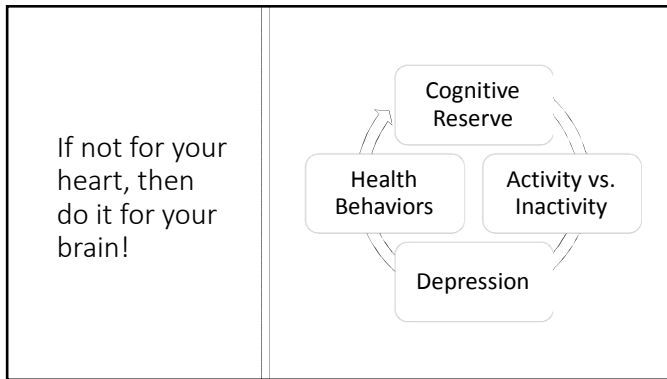 If not for your
heart, then
do it for your
brain!
Cognitive
Reserve
Activity vs.
Inactivity
Depression
Health
Behaviors